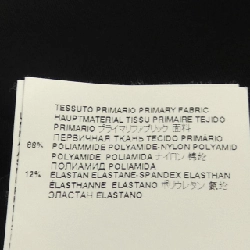 TESSUTO PRIMARIO PRIMARY FABRIC
HAUPTMATERIAL TISSU PRIMAIRE TEJIDO
PRIMARIO プライマリファブリック 面料
ПЕРВИЧНАЯ ТКАНЬ TECIDO PRIMARIO
88% POLIAMMIDE POLYAMIDE-NYLON POLYAMID
POLYAMIDE POLIAMIDA ナイロン 锦纶
ПОЛИАМИД POLIAMIDA
12% ELASTAN ELASTANE-SPANDEX ELASTHAN
ELASTHANNE ELASTANO ポリウレタン 氨纶
ЭЛАСТАН ELASTANO